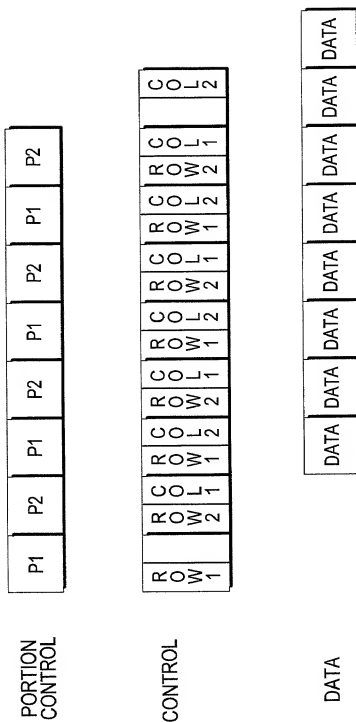 PORTION
CONTROL
P1 P2 P1 P2 P1 P2 P1 P2
CONTROL
ROW1 ROW2 COL1 ROW1 COL2 ROW2 COL1 ROW1 COL2 ROW2 COL1 ROW1 COL2 ROW2 COL1 COL2
DATA
DATA DATA DATA DATA DATA DATA DATA DATA